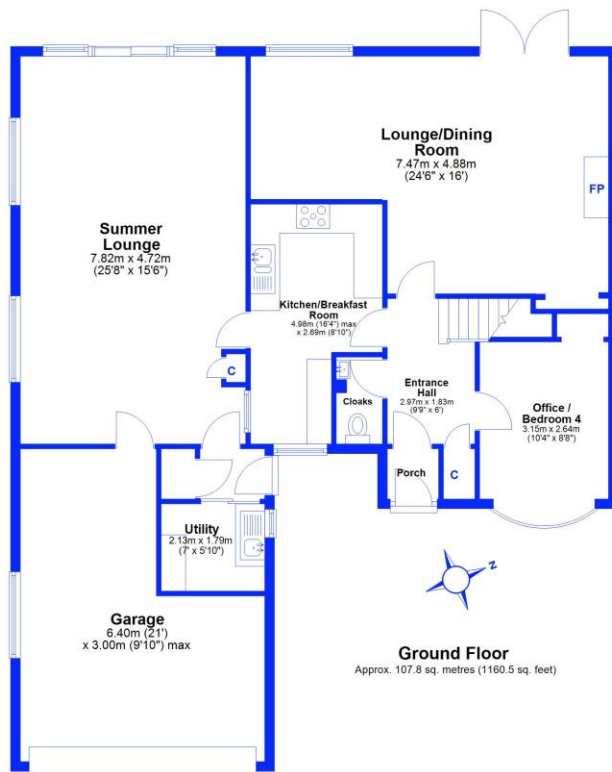 Lounge/Dining
Room
7.47m x 4.88m
(24'6" x 16')
FP
Summer
Lounge
7.82m x 4.72m
(25'8" x 15'6")
Kitchen/Breakfast
Room
4.98m (16'4") max
x 2.69m (8'10")
C
Cloaks
Entrance
Hall
2.97m x 1.83m
(9'9" x 6')
Office /
Bedroom 4
3.15m x 2.64m
(10'4" x 8'8")
Porch
C
Utility
2.13m x 1.79m
(7' x 5'10")
Z
Garage
6.40m (21')
x 3.00m (9'10") max
Ground Floor
Approx. 107.8 sq. metres (1160.5 sq. feet)